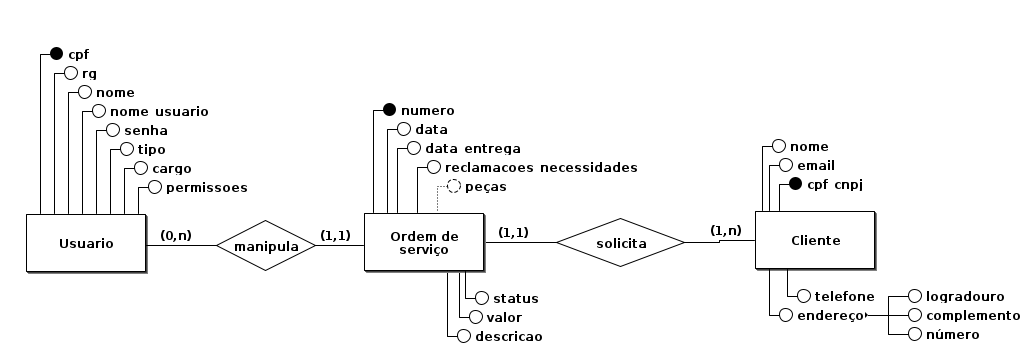 cpf
rg
nome
nome usuario
senha
tipo
cargo
permissoes
Usuario
(0,n)
manipula
(1,1)
numero
data
data entrega
reclamacoes necessidades
peças
Ordem de
serviço
status
valor
descricao
(1,1)
solicita
(1,n)
nome
email
cpf cnpj
Cliente
telefone
endereço
logradouro
complemento
número